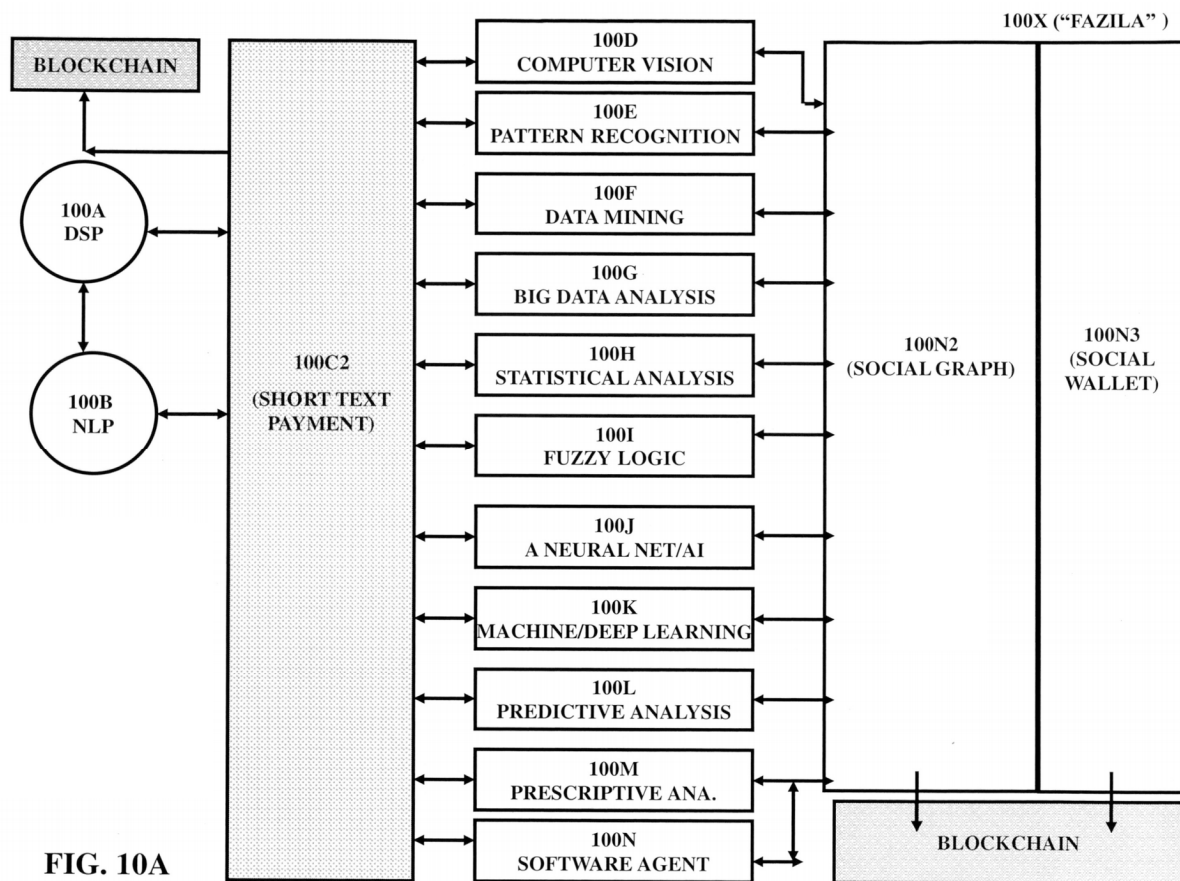 100X (“FAZILA” )
BLOCKCHAIN
100A
DSP
100B
NLP
100C2
(SHORT TEXT
PAYMENT)
100D
COMPUTER VISION
100E
PATTERN RECOGNITION
100F
DATA MINING
100G
BIG DATA ANALYSIS
100H
STATISTICAL ANALYSIS
100I
FUZZY LOGIC
100J
A NEURAL NET/AI
100K
MACHINE/DEEP LEARNING
100L
PREDICTIVE ANALYSIS
100M
PRESCRIPTIVE ANA.
100N
SOFTWARE AGENT
100N2
(SOCIAL GRAPH)
100N3
(SOCIAL
WALLET)
BLOCKCHAIN
FIG. 10A